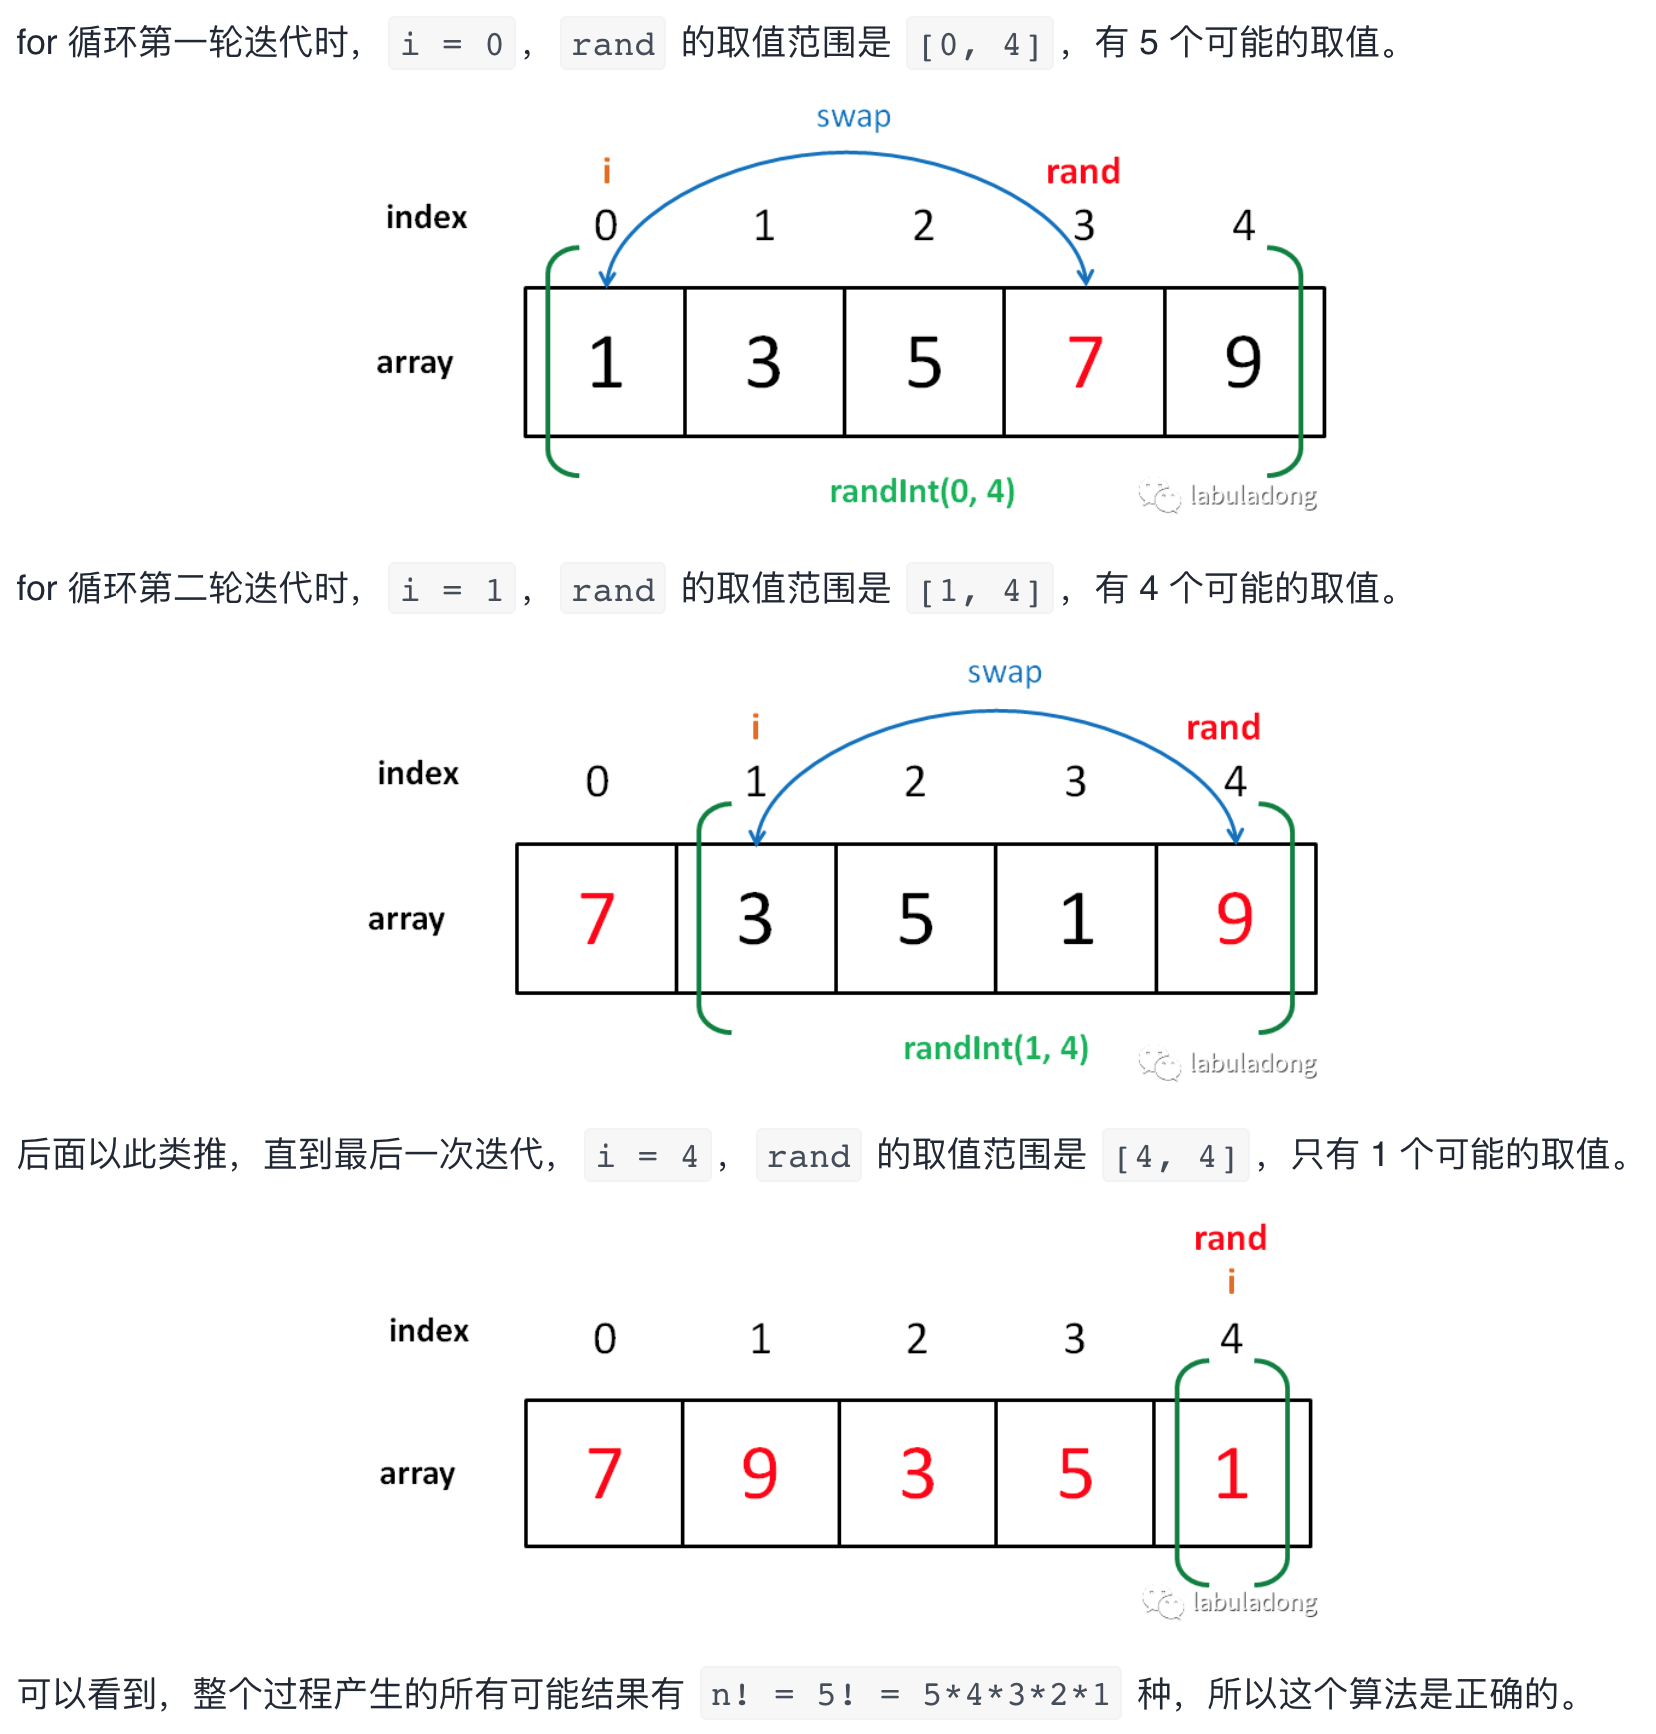 for 循环第一轮迭代时， i = 0 ， rand 的取值范围是 [0, 4] ，有 5 个可能的取值。
swap
i rand
index 0 1 2 3 4
array 1 3 5 7 9
randInt(0, 4)
labuladong
for 循环第二轮迭代时， i = 1 ， rand 的取值范围是 [1, 4] ，有 4 个可能的取值。
swap
i rand
index 0 1 2 3 4
array 7 3 5 1 9
randInt(1, 4)
labuladong
后面以此类推，直到最后一次迭代， i = 4 ， rand 的取值范围是 [4, 4] ，只有 1 个可能的取值。
rand
i
index 0 1 2 3 4
array 7 9 3 5 1
labuladong
可以看到，整个过程产生的所有可能结果有 n! = 5! = 5*4*3*2*1 种，所以这个算法是正确的。